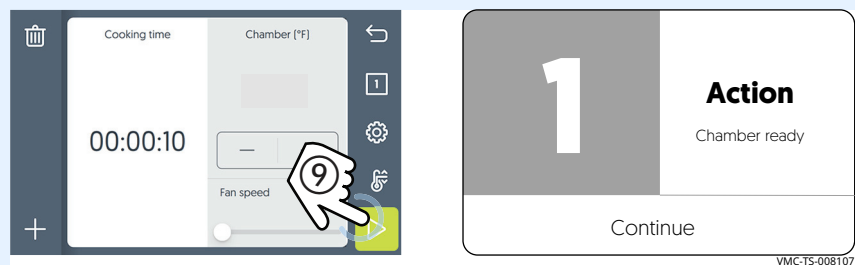 Cooking time
Chamber (°F)
1
00:00:10
—
9
Fan speed
1
Action
Chamber ready
Continue
VMC-TS-008107